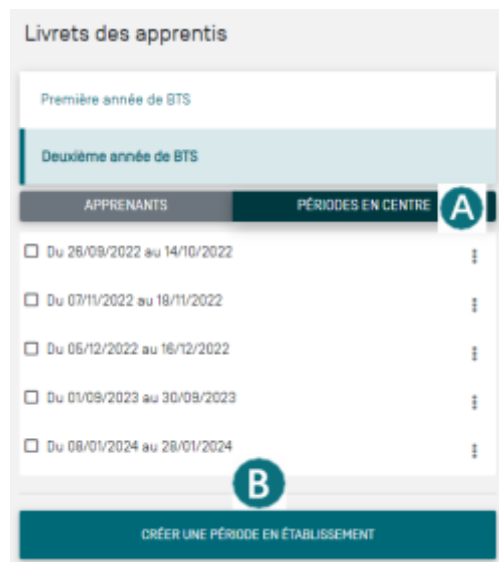 Livrets des apprentis
Première année de BTS
Deuxième année de BTS
APPRENANTS PÉRIODES EN CENTRE A
Du 26/09/2022 au 14/10/2022
Du 07/11/2022 au 18/11/2022
Du 05/12/2022 au 16/12/2022
Du 01/09/2023 au 30/09/2023
Du 08/01/2024 au 28/01/2024
B
CRÉER UNE PÉRIODE EN ÉTABLISSEMENT